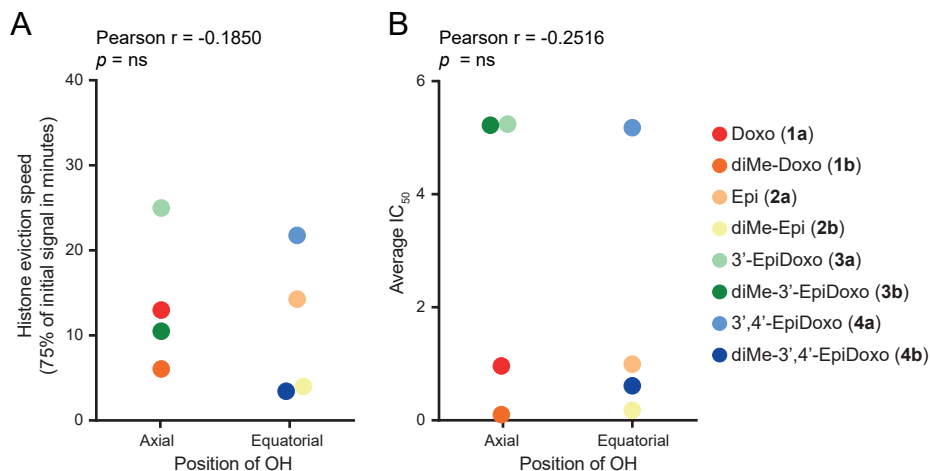 A
Pearson r = -0.1850
p = ns
Histone eviction speed
(75% of initial signal in minutes)
40
30
20
10
0
Axial
Equatorial
Position of OH
B
Pearson r = -0.2516
p = ns
Average IC50
6
4
2
0
Axial
Equatorial
Position of OH
Doxo (1a)
diMe-Doxo (1b)
Epi (2a)
diMe-Epi (2b)
3'-EpiDoxo (3a)
diMe-3'-EpiDoxo (3b)
3',4'-EpiDoxo (4a)
diMe-3',4'-EpiDoxo (4b)